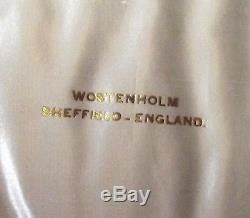 WOSTENHOLM
SHEFFIELD - ENGLAND.